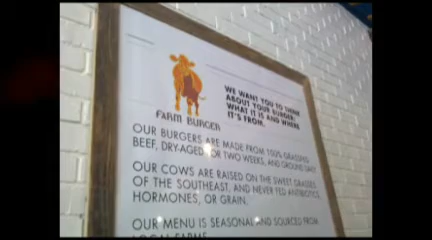 WE WANT YOU TO THINK
ABOUT YOUR BURGER:
WHAT IT IS AND WHERE
IT'S FROM.
FARM BURGER
OUR BURGERS ARE MADE FROM 100% GRASSFED
BEEF, DRY-AGED FOR TWO WEEKS, AND GROUND DAILY
OUR COWS ARE RAISED ON THE SWEET GRASSES
OF THE SOUTHEAST, AND NEVER FED ANTIBIOTICS,
HORMONES, OR GRAIN.
OUR MENU IS SEASONAL AND SOURCED FROM
LOCAL FARMS